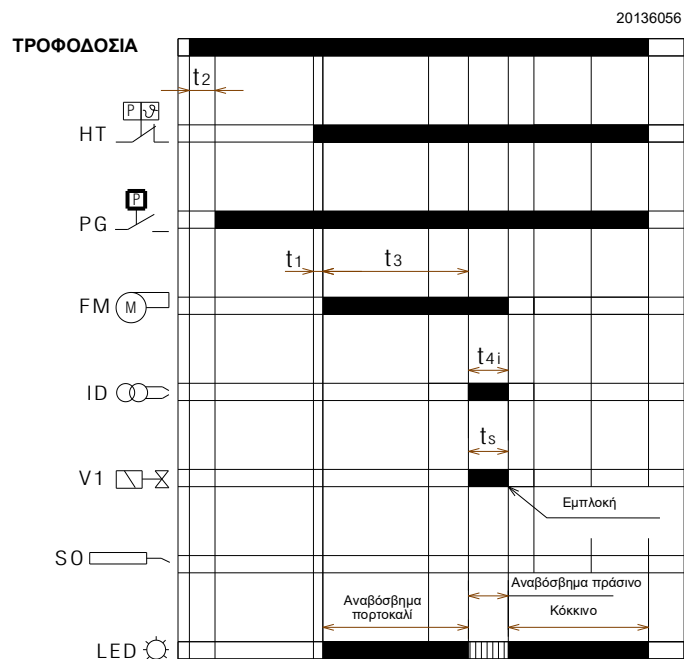 20136056
ΤΡΟΦΟΔΟΣΙΑ
t2
P ϑ
HT
P
PG
t1 t3
FM M
t4i
ID
ts
V1
Εμπλοκή
SO
Αναβόσβημα πορτοκαλί
Αναβόσβημα πράσινο
Κόκκινο
LED